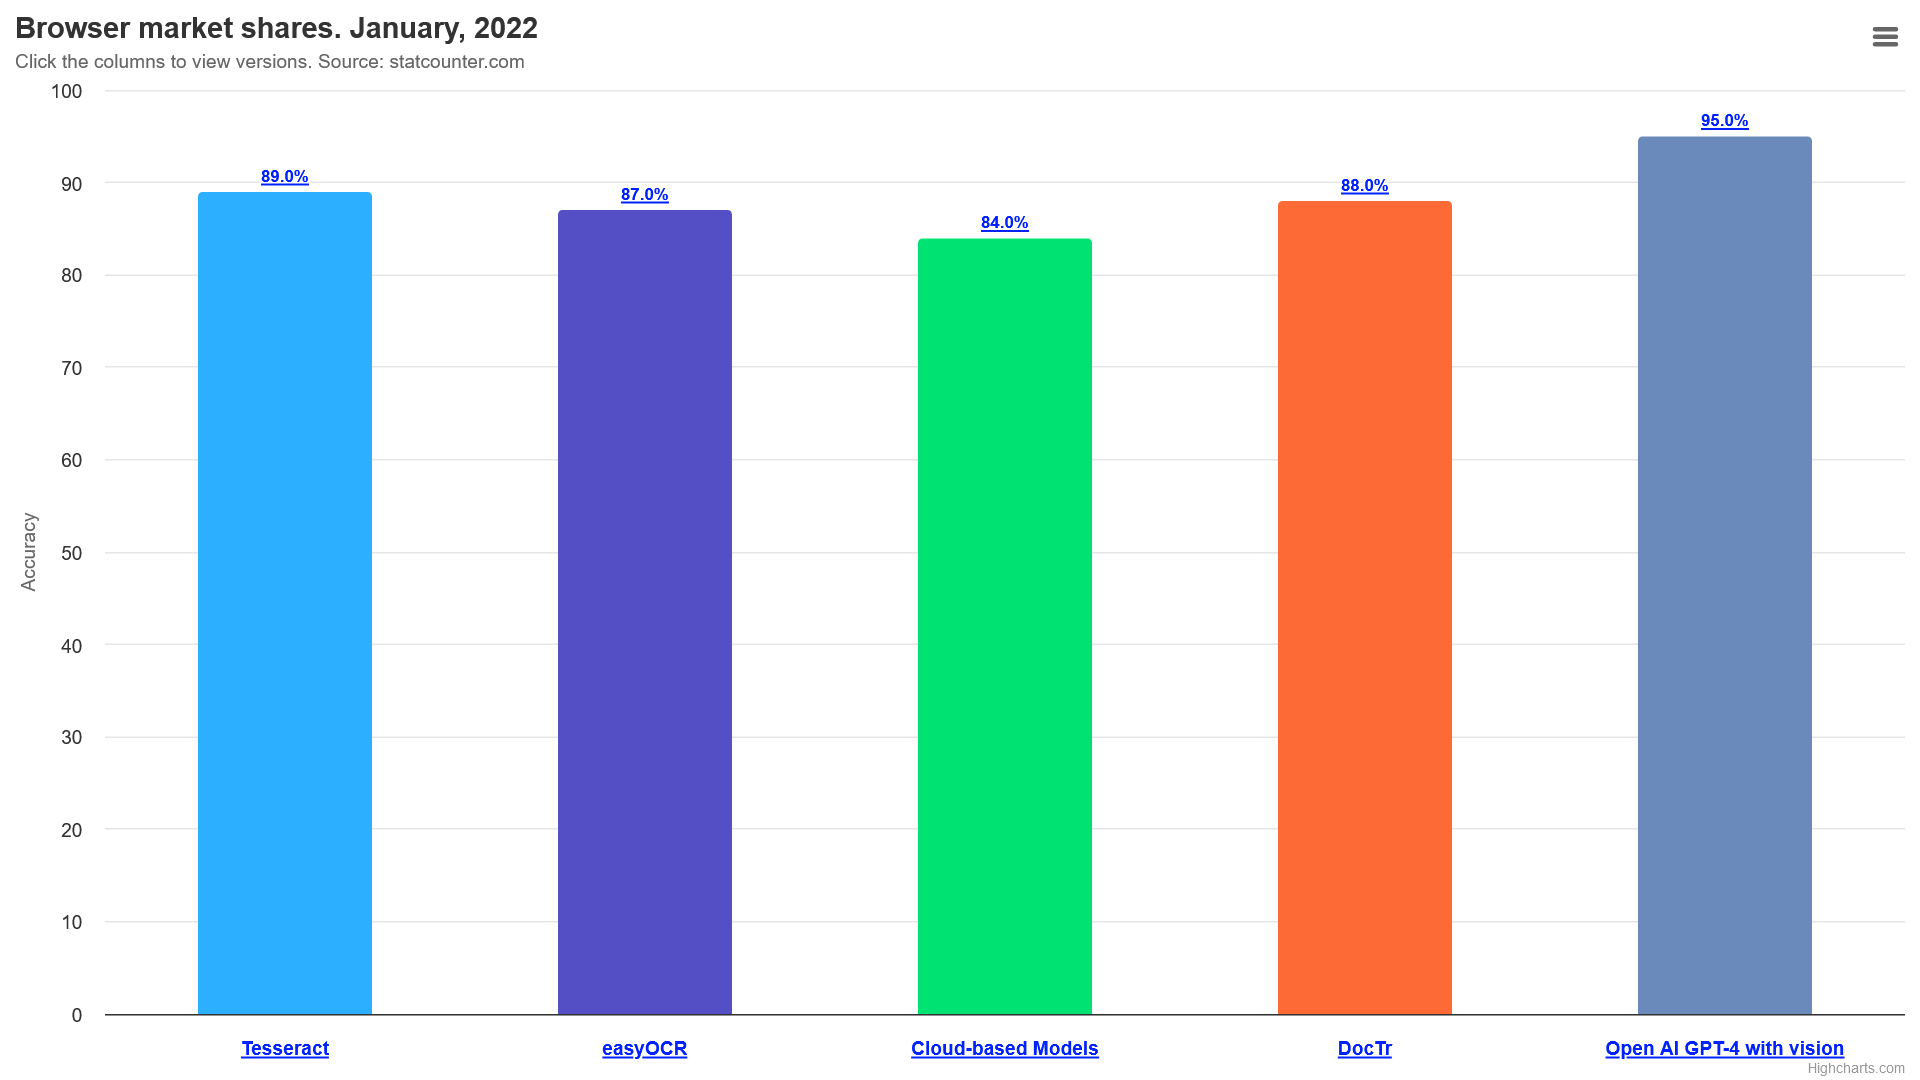 Browser market shares. January, 2022
Click the columns to view versions. Source: statcounter.com
100
90
80
70
60
50
40
30
20
10
0
Accuracy
89.0%
87.0%
84.0%
88.0%
95.0%
Tesseract
easyOCR
Cloud-based Models
DocTr
Open AI GPT-4 with vision
Highcharts.com